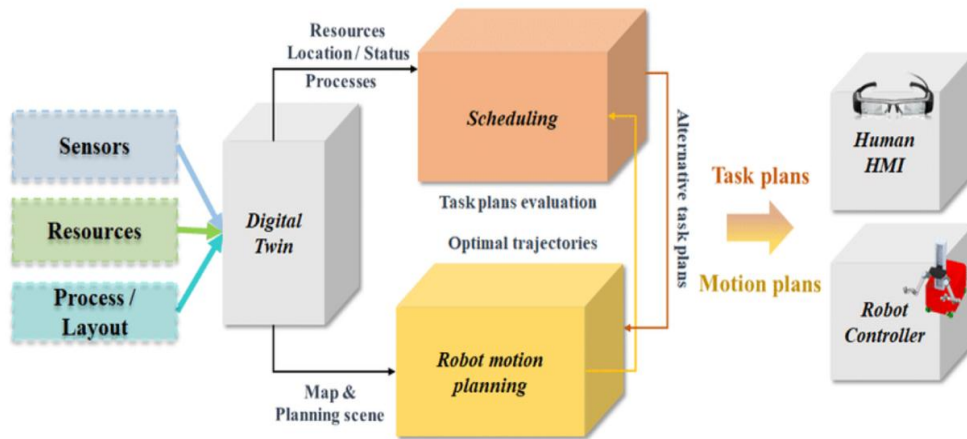 Resources
Location / Status
Processes
Sensors
Resources
Process /
Layout
Digital
Twin
Scheduling
Task plans evaluation
Optimal trajectories
Robot motion
planning
Map &
Planning scene
Alternative task
plans
Task plans
Motion plans
Human
HMI
Robot
Controller